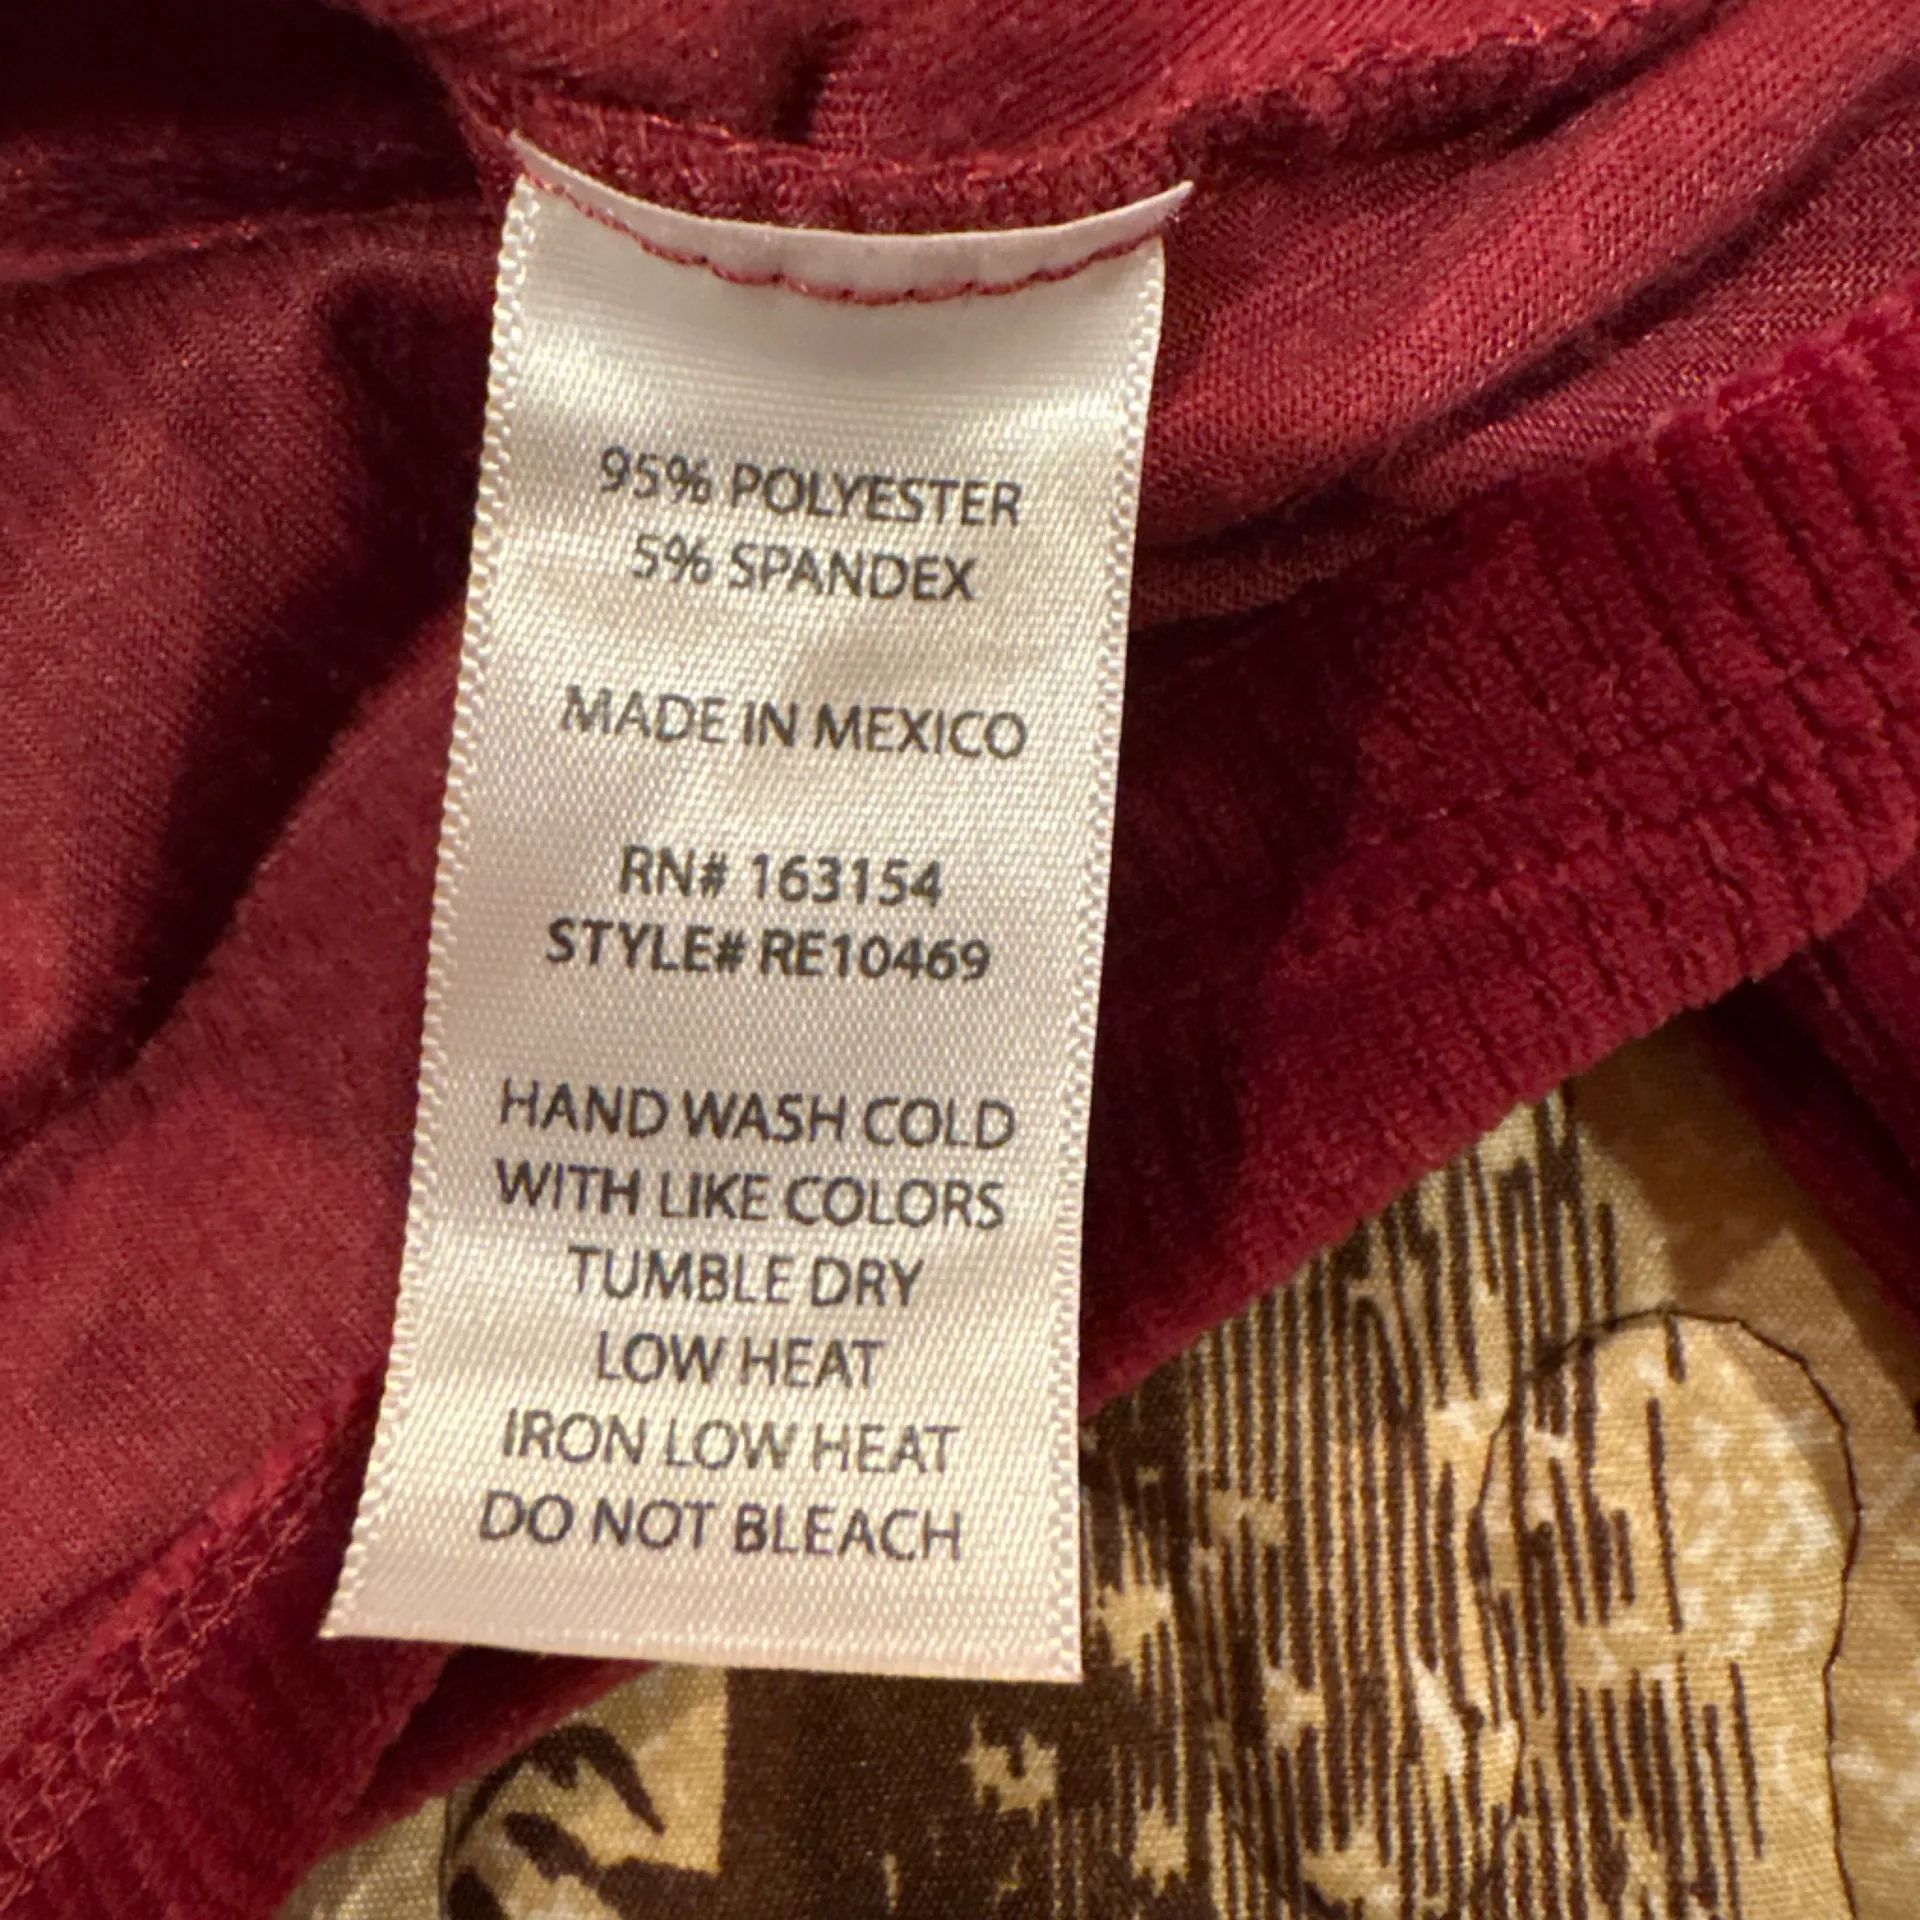 95% POLYESTER
5% SPANDEX
MADE IN MEXICO
RN# 163154
STYLE# RE10469
HAND WASH COLD
WITH LIKE COLORS
TUMBLE DRY
LOW HEAT
IRON LOW HEAT
DO NOT BLEACH